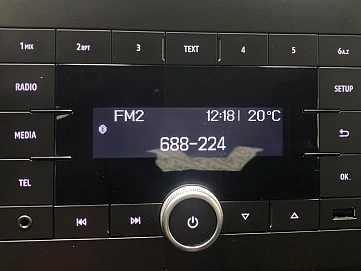 1 MIX 2 RPT 3 TEXT 4 5 6 A.Z
RADIO SETUP
FM2 12:18 20°C
MEDIA 688-224
TEL OK